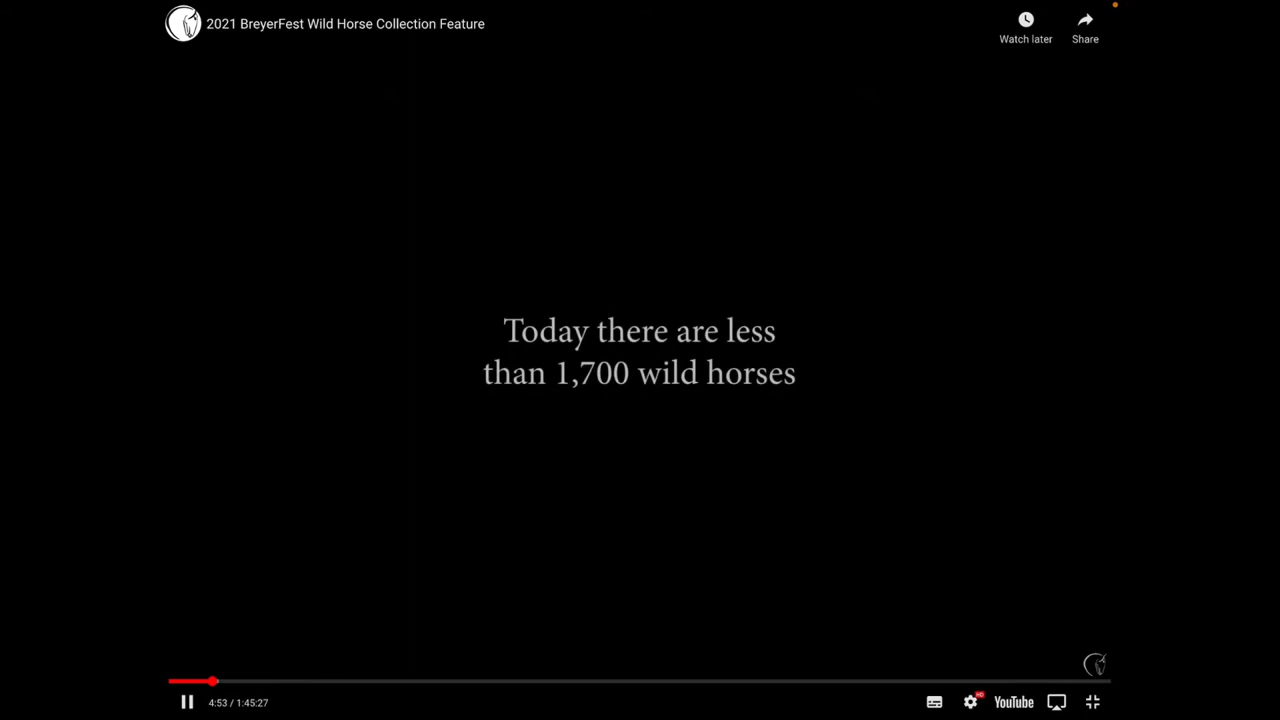 2021 BreyerFest Wild Horse Collection Feature
Watch later
Share
Today there are less
than 1,700 wild horses
4:53 / 1:45:27
HD
YouTube